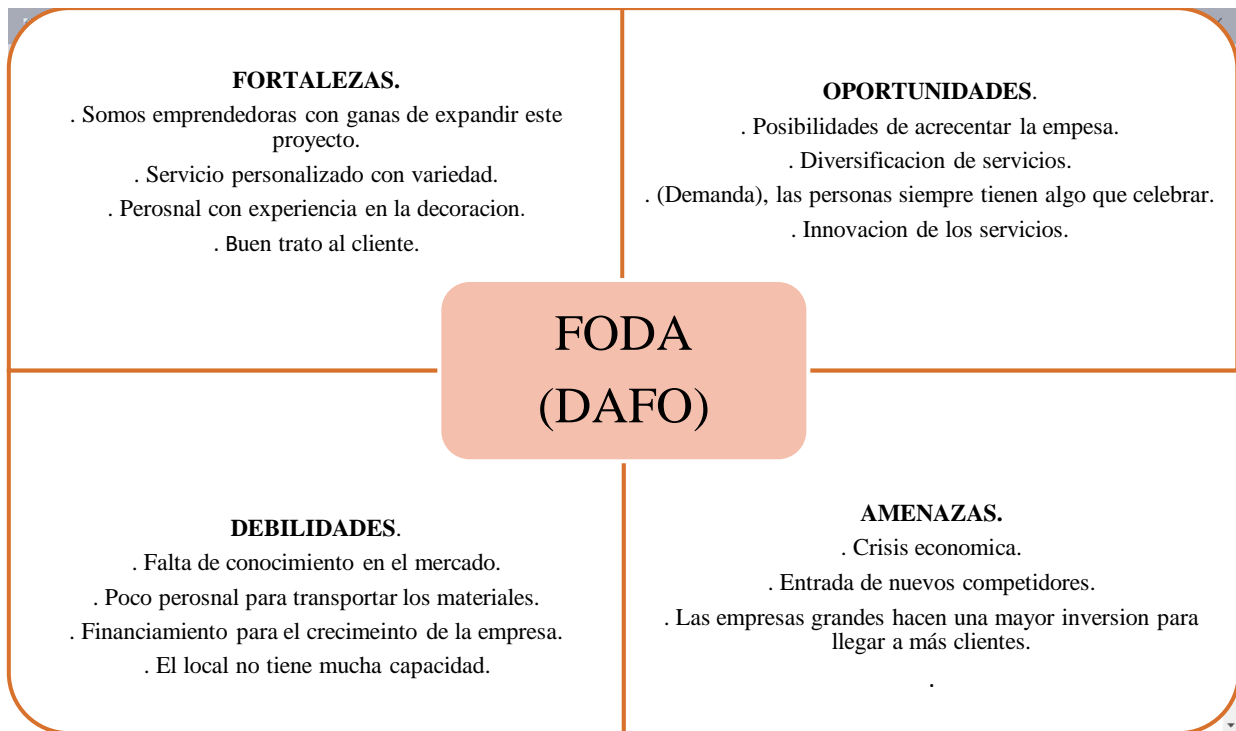 FORTALEZAS.
. Somos emprendedoras con ganas de expandir este
proyecto.
. Servicio personalizado con variedad.
. Perosnal con experiencia en la decoracion.
. Buen trato al cliente.
OPORTUNIDADES.
. Posibilidades de acrecentar la empesa.
. Diversificacion de servicios.
. (Demanda), las personas siempre tienen algo que celebrar.
. Innovacion de los servicios.
FODA
(DAFO)
DEBILIDADES.
. Falta de conocimiento en el mercado.
. Poco perosnal para transportar los materiales.
. Financiamiento para el crecimeinto de la empresa.
. El local no tiene mucha capacidad.
AMENAZAS.
. Crisis economica.
. Entrada de nuevos competidores.
. Las empresas grandes hacen una mayor inversion para
llegar a más clientes.
.